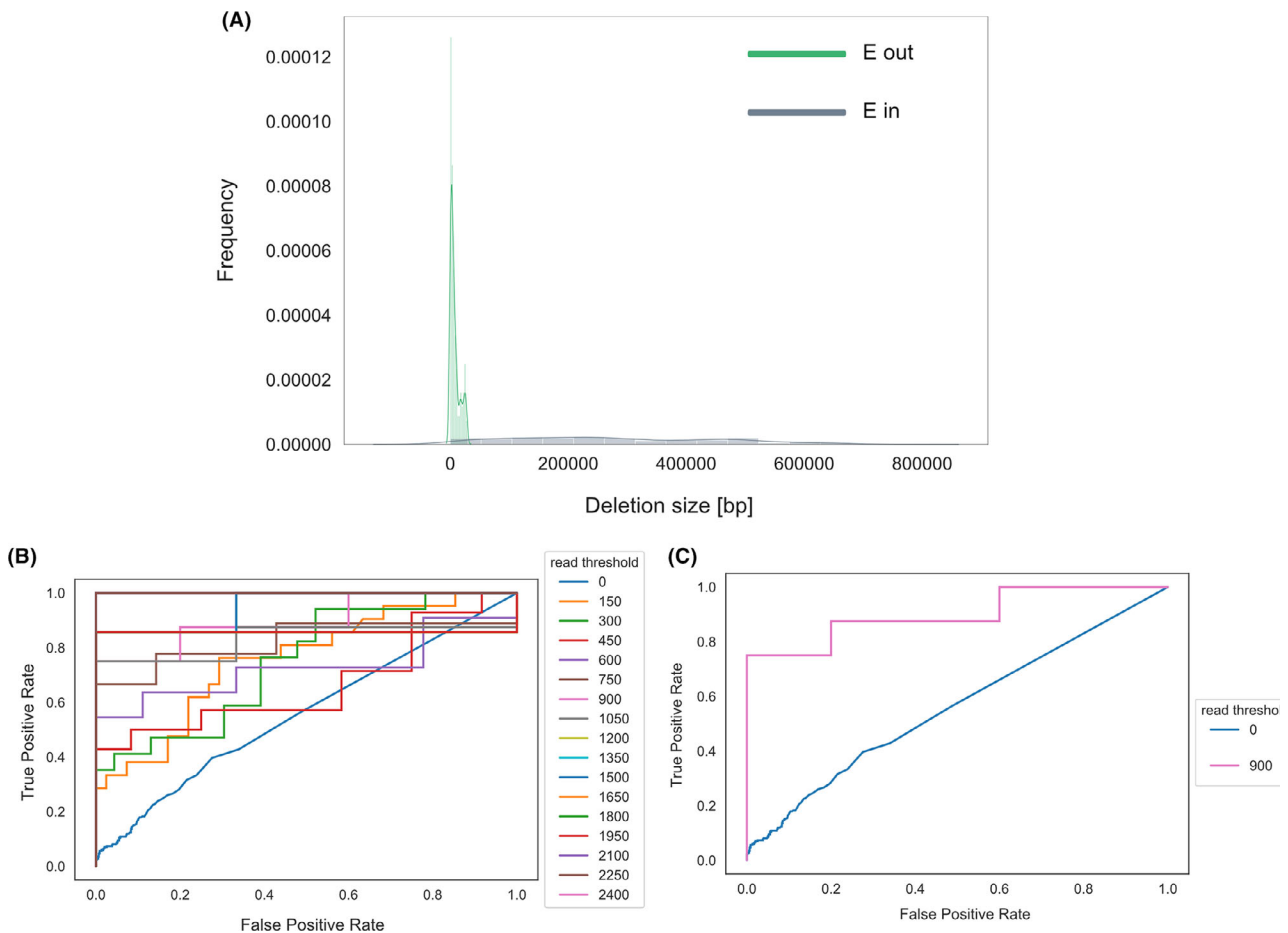 (A)
E out
E in
0.00012
0.00010
0.00008
0.00006
0.00004
0.00002
0.00000
Frequency
0 200000 400000 600000 800000
Deletion size [bp]
(B)
1.0
0.8
0.6
0.4
0.2
0.0
True Positive Rate
0.0 0.2 0.4 0.6 0.8 1.0
False Positive Rate
read threshold
0
150
300
450
600
750
900
1050
1200
1350
1500
1650
1800
1950
2100
2250
2400
(C)
1.0
0.8
0.6
0.4
0.2
0.0
True Positive Rate
0.0 0.2 0.4 0.6 0.8 1.0
False Positive Rate
read threshol
0
900